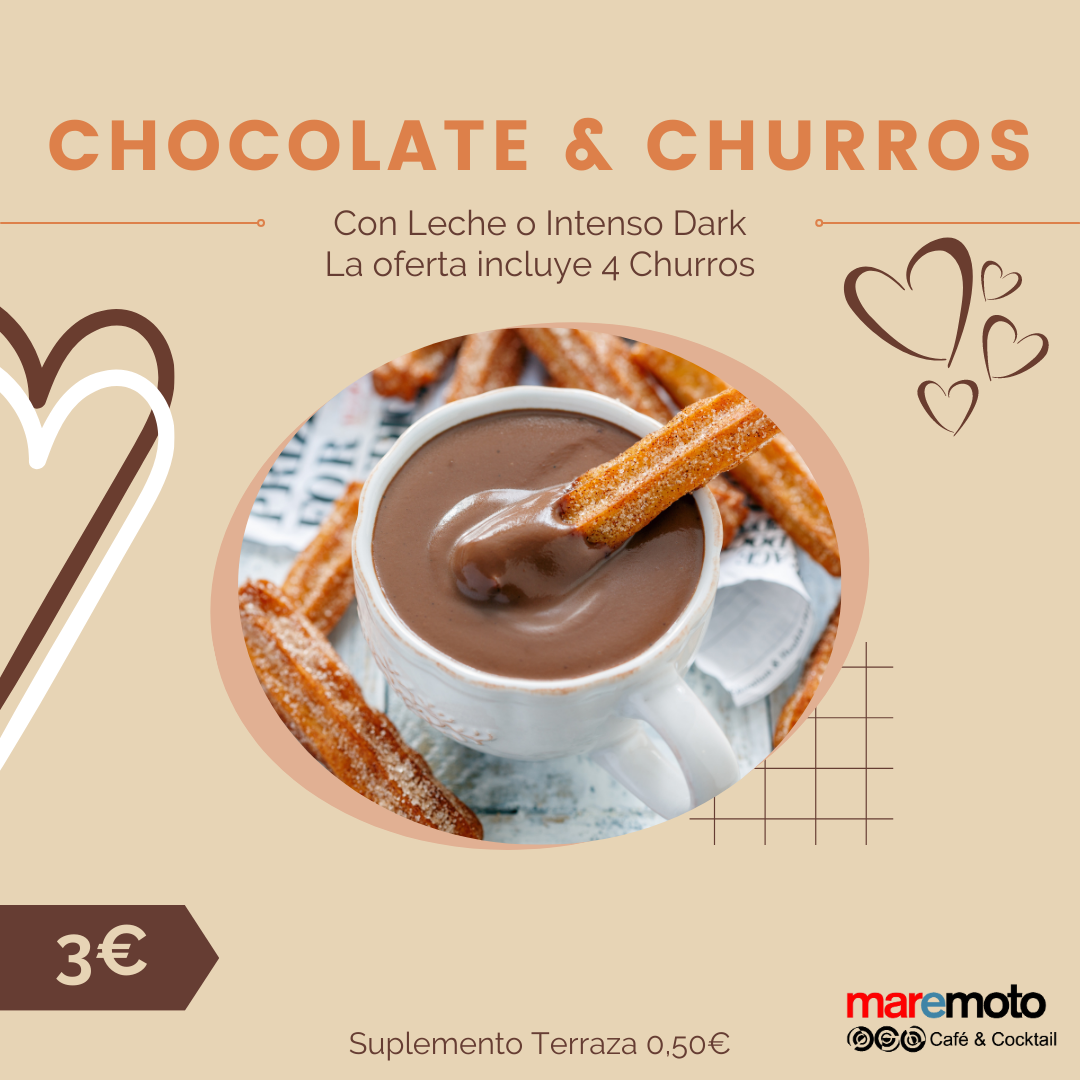 CHOCOLATE & CHURROS
Con Leche o Intenso Dark
La oferta incluye 4 Churros
FOR
3€
maremoto
Café & Cocktail
Suplemento Terraza 0,50€